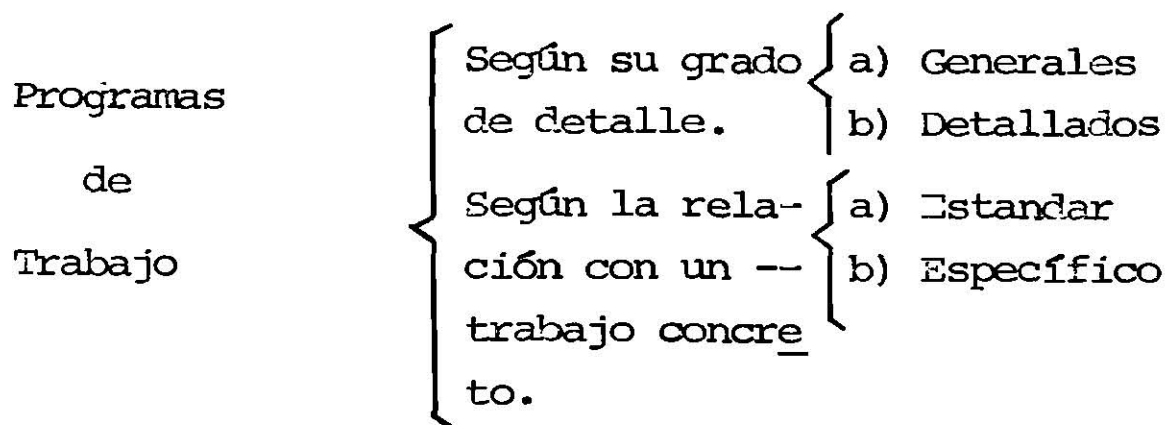 Programas
de
Trabajo
Según su grado
de detalle.
a) Generales
b) Detallados
Según la rela-
ción con un --
trabajo concre
to.
a) Estandar
b) Específico